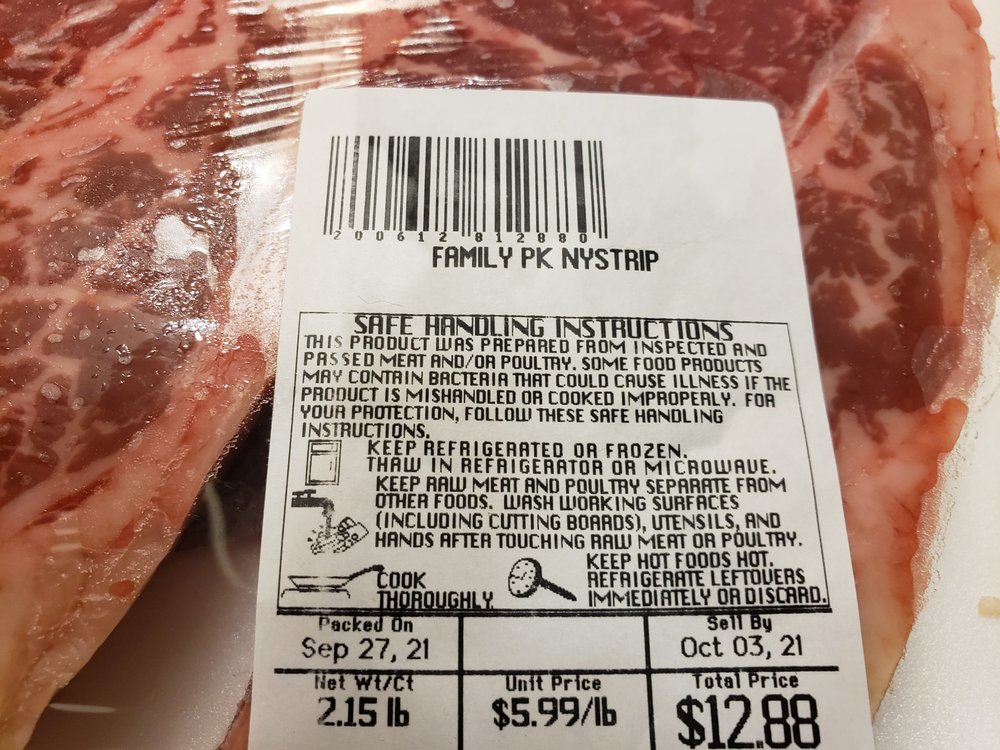 2 00612 81288 0
FAMILY PK NYSTRIP
SAFE HANDLING INSTRUCTIONS
THIS PRODUCT WAS PREPARED FROM INSPECTED AND
PASSED MEAT AND/OR POULTRY. SOME FOOD PRODUCTS
MAY CONTAIN BACTERIA THAT COULD CAUSE ILLNESS IF THE
PRODUCT IS MISHANDLED OR COOKED IMPROPERLY. FOR
YOUR PROTECTION, FOLLOW THESE SAFE HANDLING
INSTRUCTIONS.
KEEP REFRIGERATED OR FROZEN.
THAW IN REFRIGERATOR OR MICROWAVE.
KEEP RAW MEAT AND POULTRY SEPARATE FROM
OTHER FOODS. WASH WORKING SURFACES
(INCLUDING CUTTING BOARDS), UTENSILS, AND
HANDS AFTER TOUCHING RAW MEAT OR POULTRY.
COOK
THOROUGHLY.
KEEP HOT FOODS HOT.
REFRIGERATE LEFTOVERS
IMMEDIATELY OR DISCARD.
Packed On
Sep 27, 21
Sell By
Oct 03, 21
Net Wt/Ct
2.15 lb
Unit Price
$5.99/lb
Total Price
$12.88